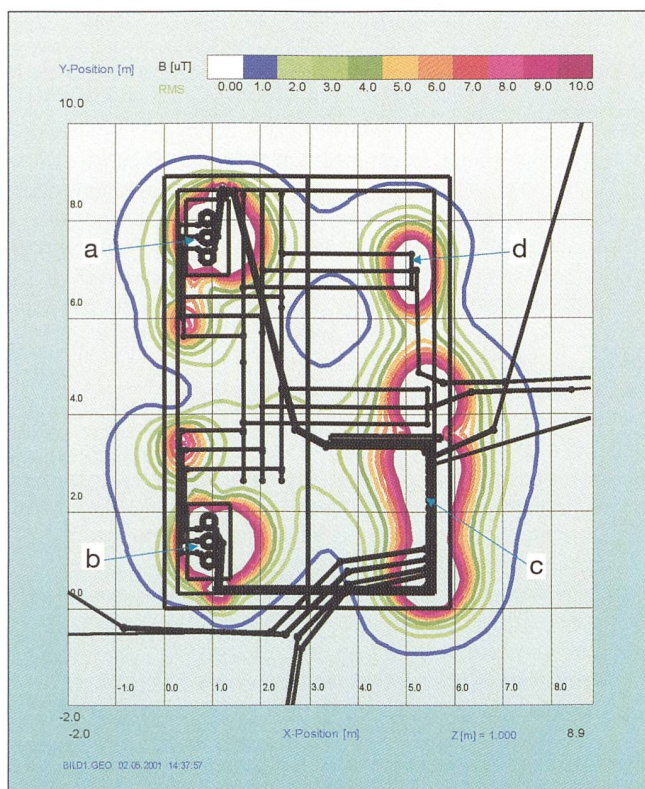 Y-Position [m]
B [uT]
RMS
0.00 1.0 2.0 3.0 4.0 5.0 6.0 7.0 8.0 9.0 10.0
10.0
8.0
6.0
4.0
2.0
0.0
a
b
c
d
-1.0 0.0 1.0 2.0 3.0 4.0 5.0 6.0 7.0 8.0
-2.0
-2.0
X-Position [m]
Z [m] = 1.000
8.9
BILD1.GEO 02.05.2001 14:37:57